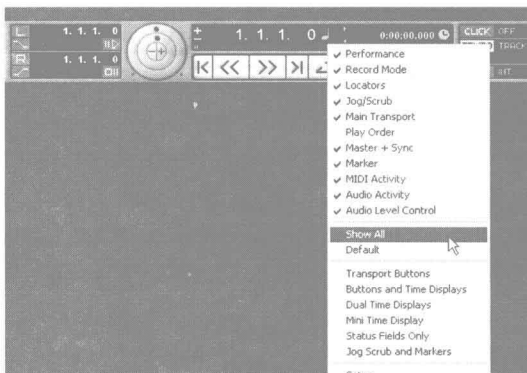 L 1. 1. 1. 0
1. 1. 1. 0 0:00:00.000 CLICK OFF
TRACK
R 1. 1. 1. 0
INT
Performance
Record Mode
Locators
Jog/Scrub
Main Transport
Play Order
Master + Sync
Marker
MIDI Activity
Audio Activity
Audio Level Control
Show All
Default
Transport Buttons
Buttons and Time Displays
Dual Time Displays
Mini Time Display
Status Fields Only
Jog Scrub and Markers